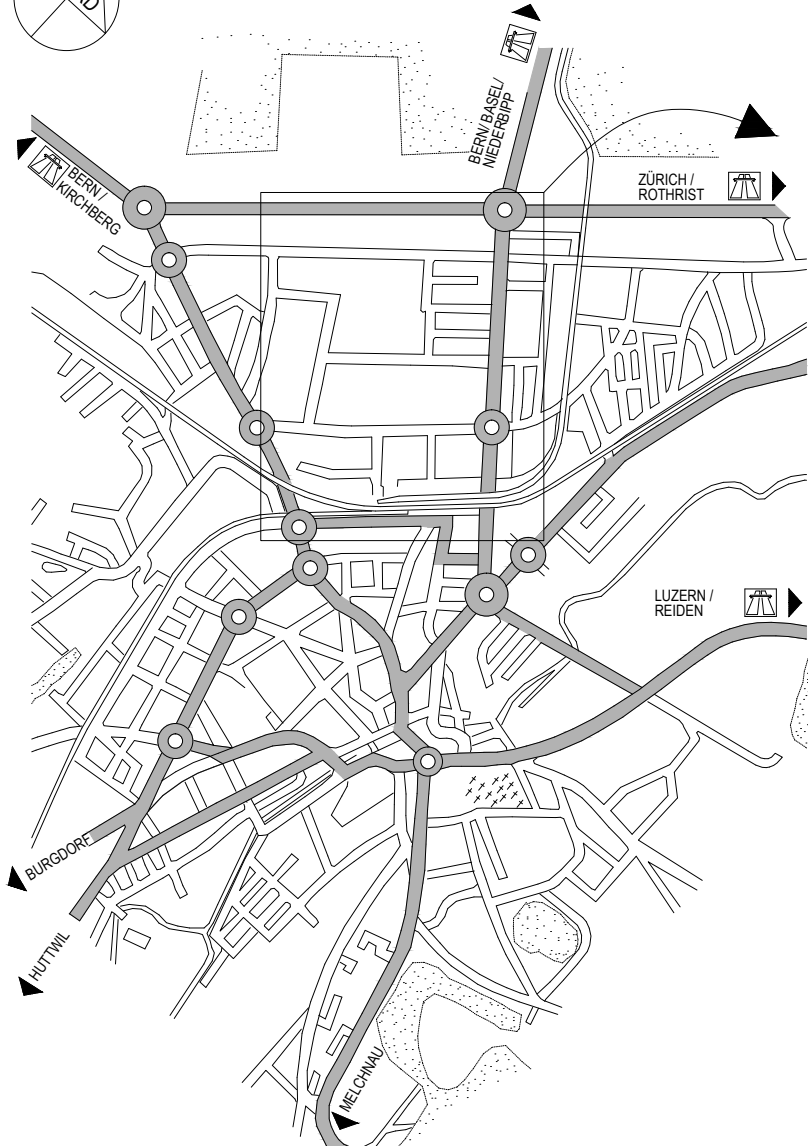 BERN/ BASEL/
NIEDERBIPP
BERN /
KIRCHBERG
ZÜRICH /
ROTHRIST
LUZERN /
REIDEN
BURGDORF
HUTTWIL
MELCHNAU